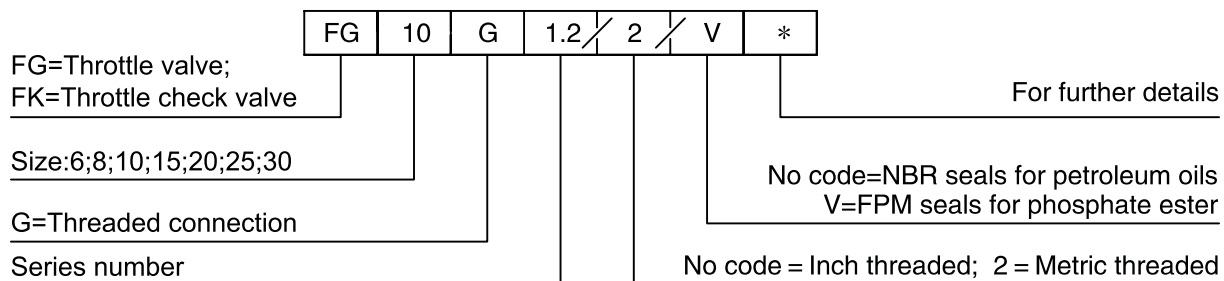 FG 10 G 1.2 / 2 / V *
FG=Throttle valve;
FK=Throttle check valve
For further details
Size:6;8;10;15;20;25;30
No code=NBR seals for petroleum oils
V=FPM seals for phosphate ester
G=Threaded connection
Series number
No code = Inch threaded; 2 = Metric threaded